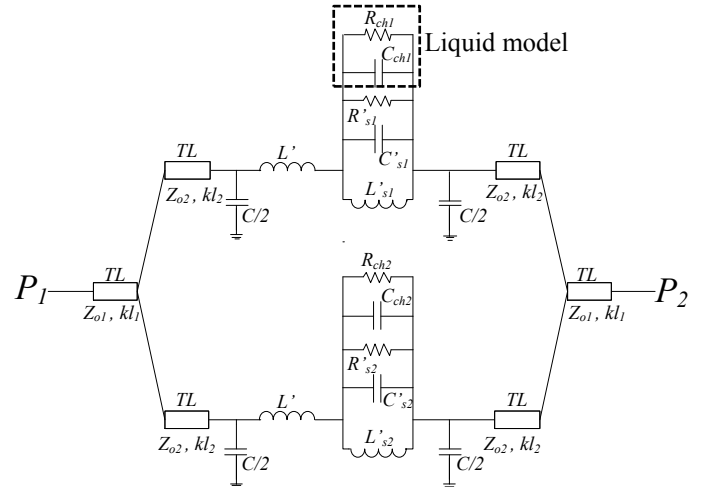 R_ch1
Liquid model
C_ch1
R'_s1
C'_s1
TL
L'
TL
Z_o2, kl_2
L'_s1
Z_o2, kl_2
C/2
C/2
R_ch2
TL
TL
P_1
C_ch2
P_2
Z_o1, kl_1
Z_o1, kl_1
R'_s2
TL
L'
C'_s2
TL
Z_o2, kl_2
L'_s2
Z_o2, kl_2
C/2
C/2